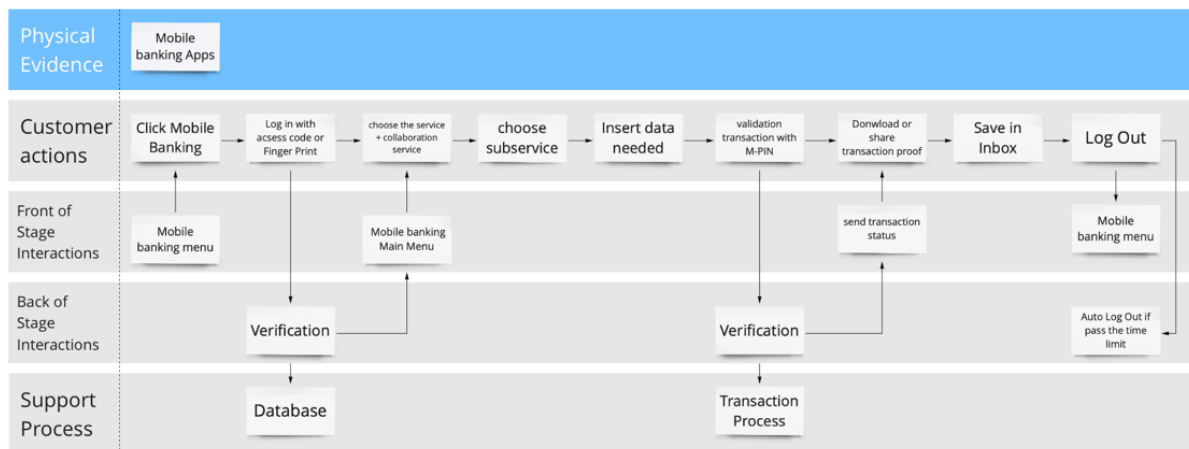 Physical
Evidence
Mobile
banking Apps
Customer
actions
Click Mobile
Banking
Log in with
acsess code or
Finger Print
choose the service
+ collaboration
service
choose
subservice
Insert data
needed
validation
transaction with
M-PIN
Donwload or
share
transaction proof
Save in
Inbox
Log Out
Front of
Stage
Interactions
Mobile
banking menu
Mobile banking
Main Menu
send transaction
status
Mobile
banking menu
Back of
Stage
Interactions
Verification
Verification
Auto Log Out if
pass the time
limit
Support
Process
Database
Transaction
Process